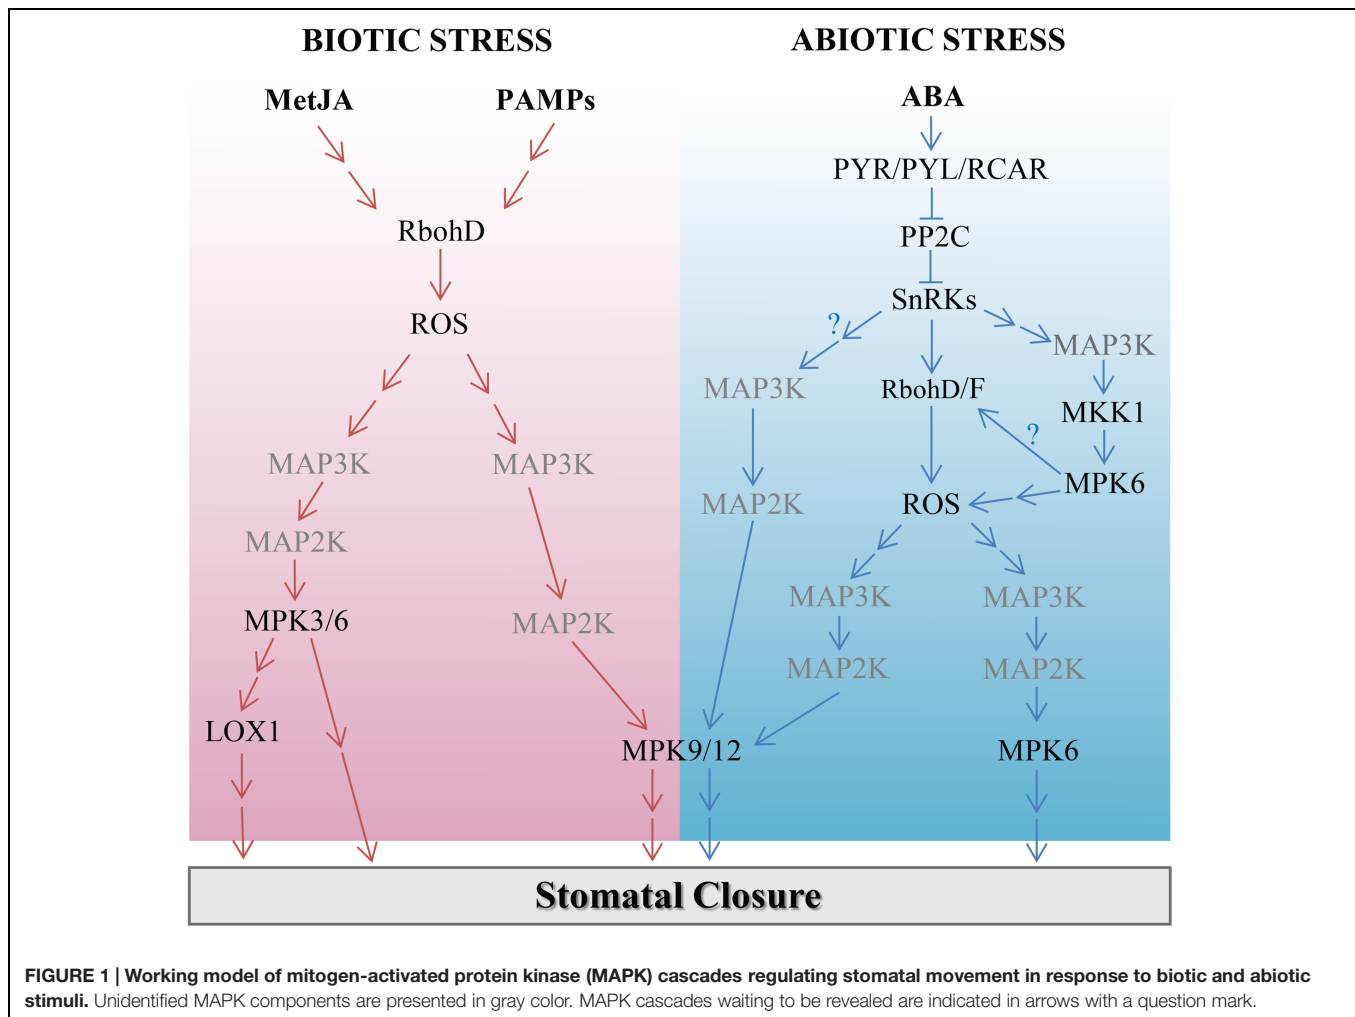 BIOTIC STRESS
MetJA
PAMPs
RbohD
ROS
MAP3K
MAP3K
MAP2K
MPK3/6
MAP2K
LOX1
ABIOTIC STRESS
ABA
PYR/PYL/RCAR
PP2C
SnRKs
?
MAP3K
MAP3K
RbohD/F
MKK1
?
MPK6
MAP2K
ROS
MAP3K
MAP3K
MAP2K
MAP2K
MPK9/12
MPK6
Stomatal Closure
FIGURE 1 | Working model of mitogen-activated protein kinase (MAPK) cascades regulating stomatal movement in response to biotic and abiotic
stimuli. Unidentified MAPK components are presented in gray color. MAPK cascades waiting to be revealed are indicated in arrows with a question mark.